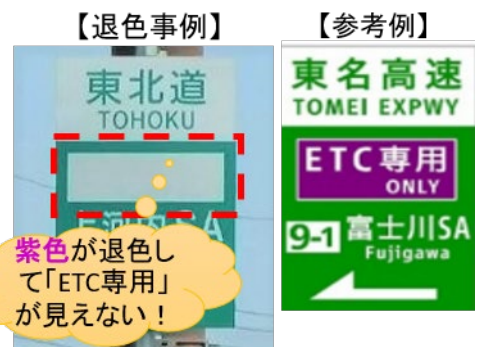 【退色事例】
東北道
TOHOKU
紫色が退色し
て「ETC専用」
が見えない!
【参考例】
東名高速
TOMEI EXPWY
ETC専用
ONLY
9-1 富士川SA
Fujigawa